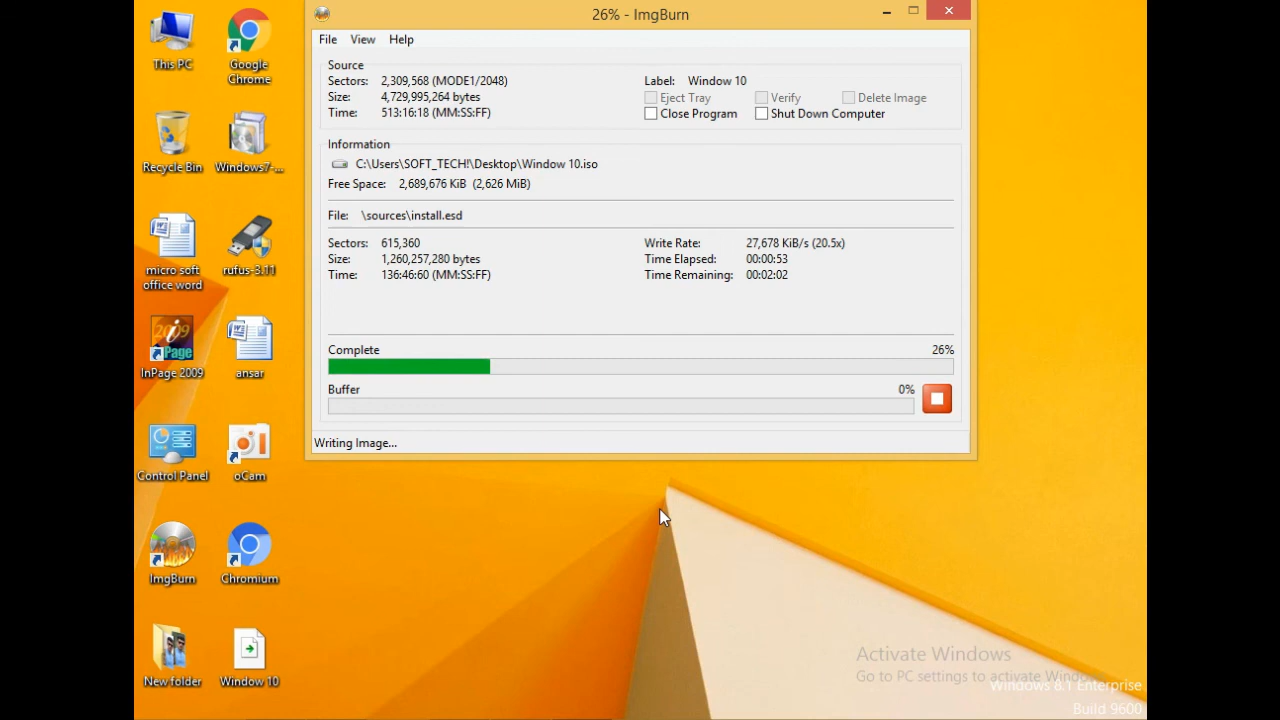 26% - ImgBurn
File View Help
Source
Sectors: 2,309,568 (MODE1/2048)
Size: 4,729,995,264 bytes
Time: 513:16:18 (MM:SS:FF)
Label: Window 10
Eject Tray Verify Delete Image
Close Program Shut Down Computer
Information
C:\Users\SOFT_TECH!\Desktop\Window 10.iso
Free Space: 2,689,676 KiB (2,626 MiB)
File: \sources\install.esd
Sectors: 615,360
Size: 1,260,257,280 bytes
Time: 136:46:60 (MM:SS:FF)
Write Rate: 27,678 KiB/s (20.5x)
Time Elapsed: 00:00:53
Time Remaining: 00:02:02
Complete 26%
Buffer 0%
Writing Image...
This PC
Google
Chrome
Recycle Bin
Windows7-...
micro soft
office word
rufus-3.11
2009
iPage
InPage 2009
ansar
Control Panel
oCam
ImgBurn
Chromium
New folder
Window 10
Activate Windows
Go to PC settings to activate Windows
Windows 8.1 Enterprise
Build 9600